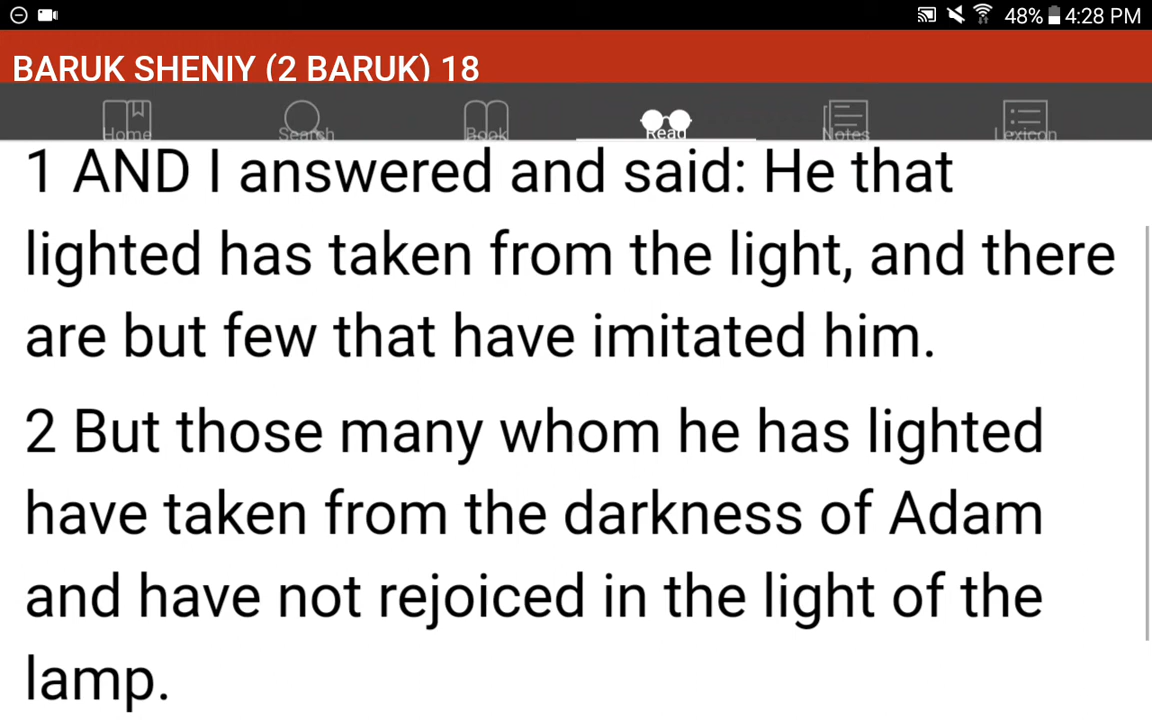 48% 4:28 PM
BARUK SHENIY (2 BARUK) 18
Home Search Book Read Notes Lexicon
1 AND I answered and said: He that
lighted has taken from the light, and there
are but few that have imitated him.
2 But those many whom he has lighted
have taken from the darkness of Adam
and have not rejoiced in the light of the
lamp.